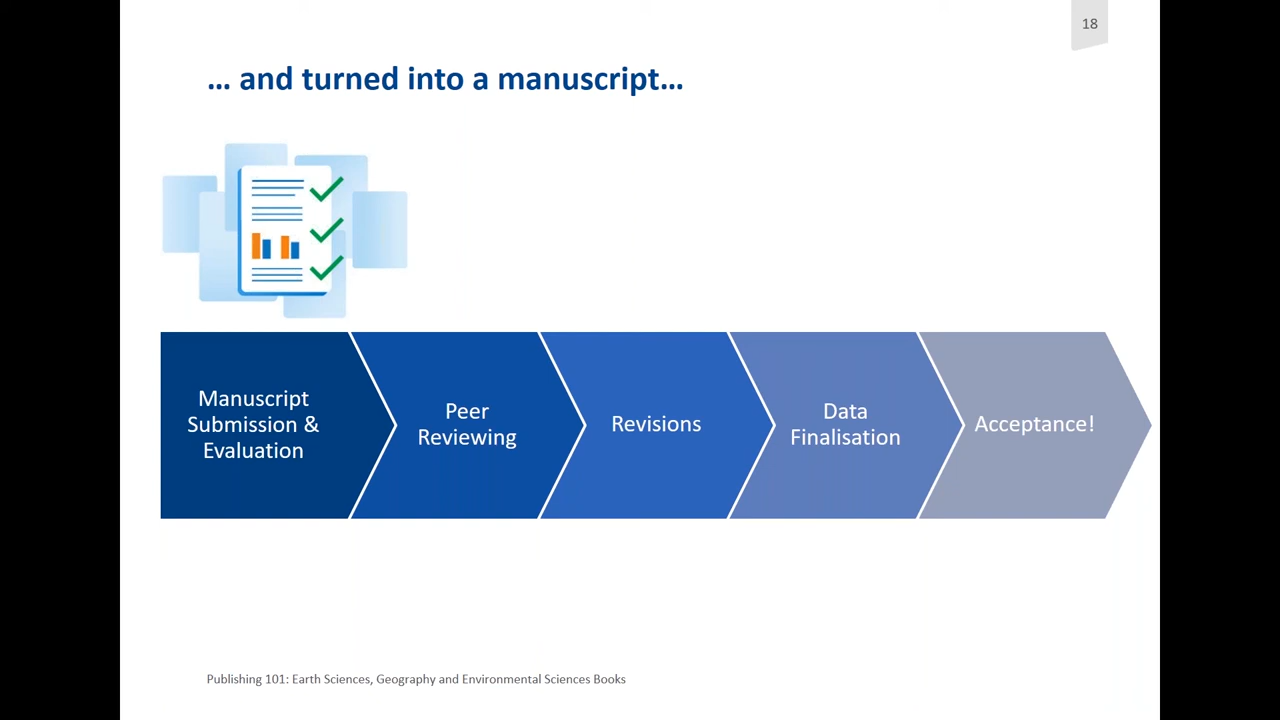 18
… and turned into a manuscript…
Manuscript
Submission &
Evaluation
Peer
Reviewing
Revisions
Data
Finalisation
Acceptance!
Publishing 101: Earth Sciences, Geography and Environmental Sciences Books